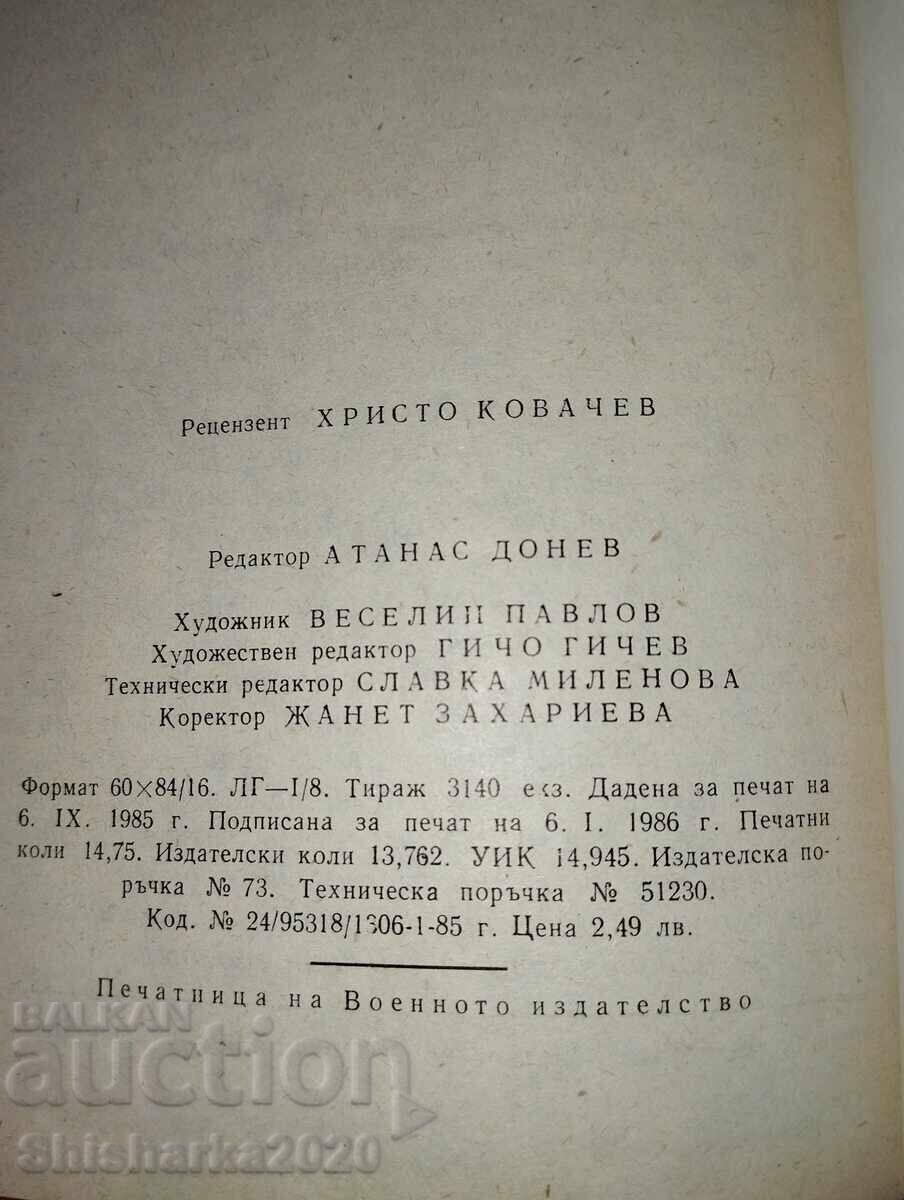 Рецензент ХРИСТО КОВАЧЕВ
Редактор АТАНАС ДОНЕВ
Художник ВЕСЕЛИН ПАВЛОВ
Художествен редактор ГИЧО ГИЧЕВ
Технически редактор СЛАВКА МИЛЕНОВА
Коректор ЖАНЕТ ЗАХАРИЕВА
Формат 60×84/16. ЛГ—I/8. Тираж 3140 екз. Дадена за печат на
6. IX. 1985 г. Подписана за печат на 6. I. 1986 г. Печатни
коли 14,75. Издателски коли 13,762. УИК 14,945. Издателска по-
ръчка № 73. Техническа поръчка № 51230.
Код. № 24/95318/1306-1-85 г. Цена 2,49 лв.
Печатница на Военното издателство
BALKAN
auction
Shisharka2020